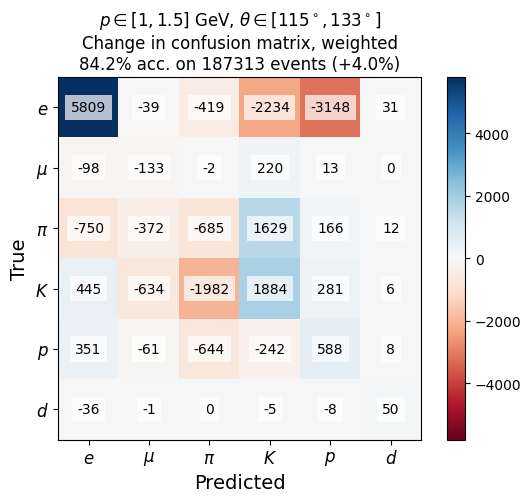 p ∈ [1, 1.5] GeV, θ ∈ [115°, 133°]
Change in confusion matrix, weighted
84.2% acc. on 187313 events (+4.0%)
True
e 5809 -39 -419 -2234 -3148 31
μ -98 -133 -2 220 13 0
π -750 -372 -685 1629 166 12
K 445 -634 -1982 1884 281 6
p 351 -61 -644 -242 588 8
d -36 -1 0 -5 -8 50
e μ π K p d
Predicted
4000
2000
0
−2000
−4000